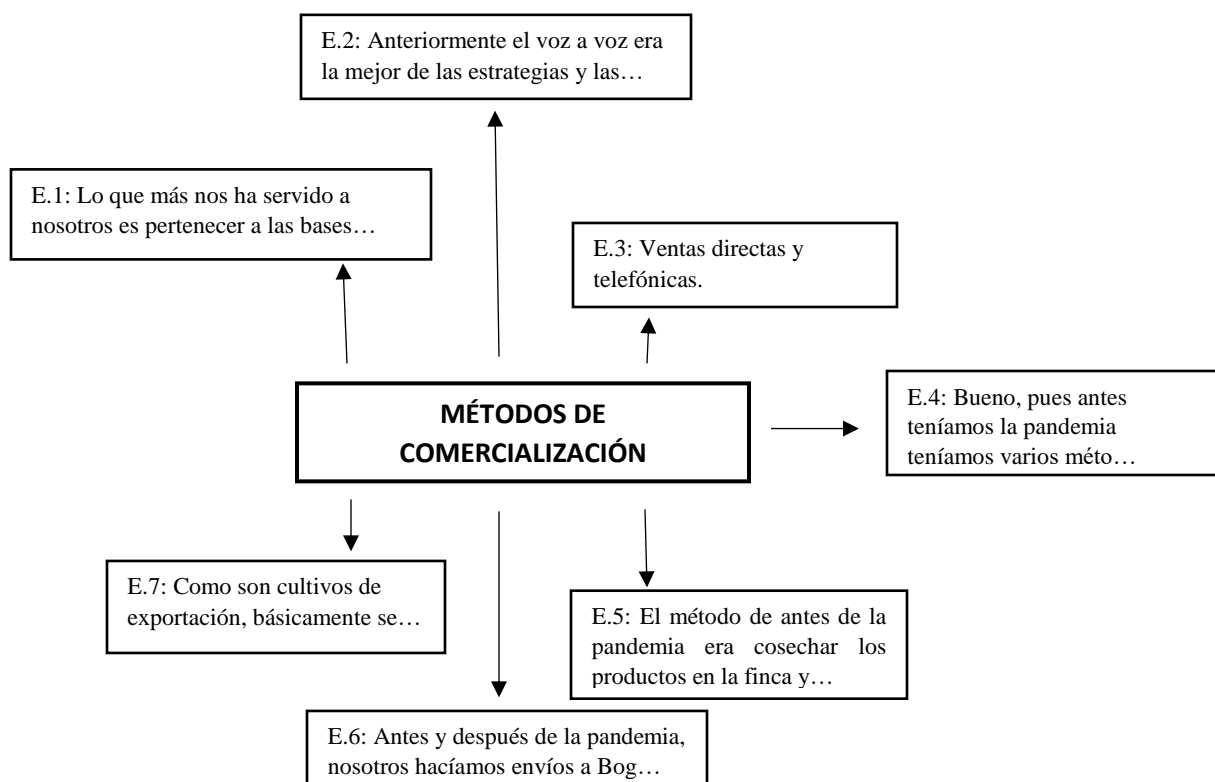 E.2: Anteriormente el voz a voz era
la mejor de las estrategias y las…
E.1: Lo que más nos ha servido a
nosotros es pertenecer a las bases…
E.3: Ventas directas y
telefónicas.
MÉTODOS DE
COMERCIALIZACIÓN
E.4: Bueno, pues antes
teníamos la pandemia
teníamos varios méto…
E.7: Como son cultivos de
exportación, básicamente se…
E.5: El método de antes de la
pandemia era cosechar los
productos en la finca y…
E.6: Antes y después de la pandemia,
nosotros hacíamos envíos a Bog…